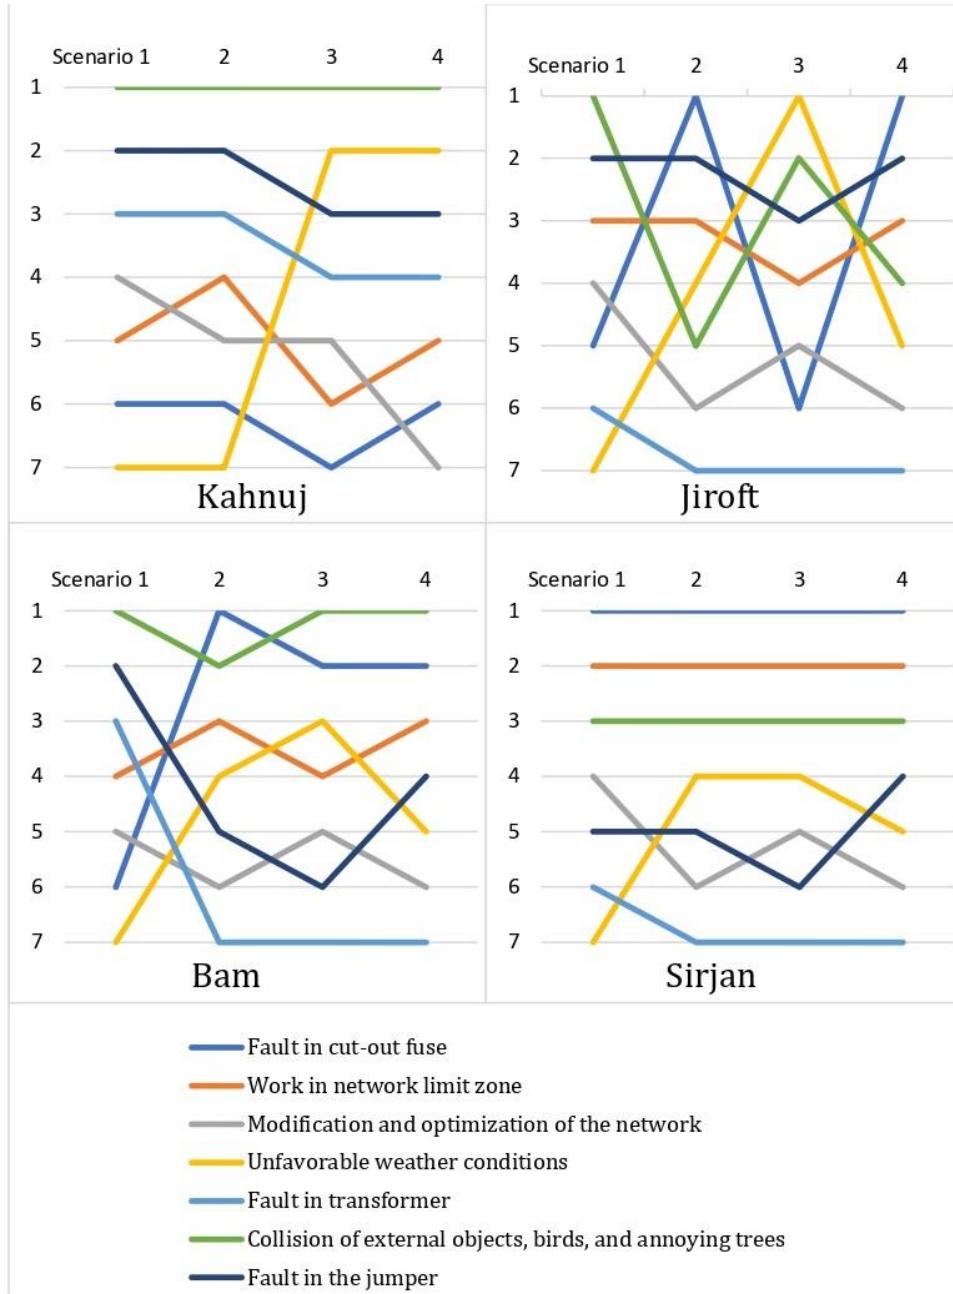 Scenario 1 2 3 4
1
2
3
4
5
6
7
Kahnuj
Scenario 1 2 3 4
1
2
3
4
5
6
7
Jiroft
Scenario 1 2 3 4
1
2
3
4
5
6
7
Bam
Scenario 1 2 3 4
1
2
3
4
5
6
7
Sirjan
Fault in cut-out fuse
Work in network limit zone
Modification and optimization of the network
Unfavorable weather conditions
Fault in transformer
Collision of external objects, birds, and annoying trees
Fault in the jumper